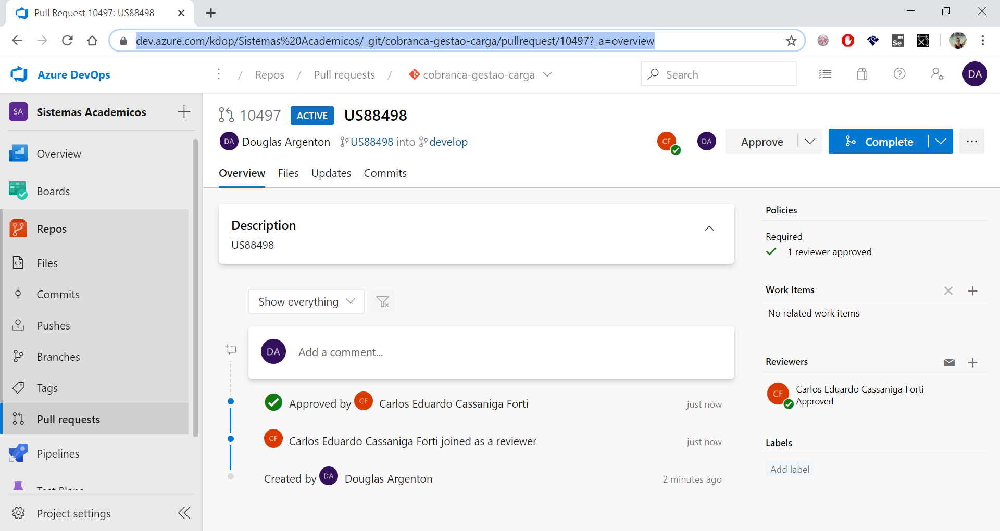 Pull Request 10497: US88498
dev.azure.com/kdop/Sistemas%20Academicos/_git/cobranca-gestao-carga/pullrequest/10497?_a=overview
Se
Azure DevOps
/ Repos / Pull requests / cobranca-gestao-carga
Search
DA
SA Sistemas Academicos
Overview
Boards
Repos
Files
Commits
Pushes
Branches
Tags
Pull requests
Pipelines
Test Plans
Project settings
10497 ACTIVE US88498
DA Douglas Argenton US88498 into develop
CF DA Approve Complete
Overview Files Updates Commits
Description
US88498
Show everything
DA Add a comment...
Approved by CF Carlos Eduardo Cassaniga Forti just now
CF Carlos Eduardo Cassaniga Forti joined as a reviewer just now
Created by DA Douglas Argenton 2 minutes ago
Policies
Required
1 reviewer approved
Work Items
No related work items
Reviewers
CF Carlos Eduardo Cassaniga Forti
Approved
Labels
Add label